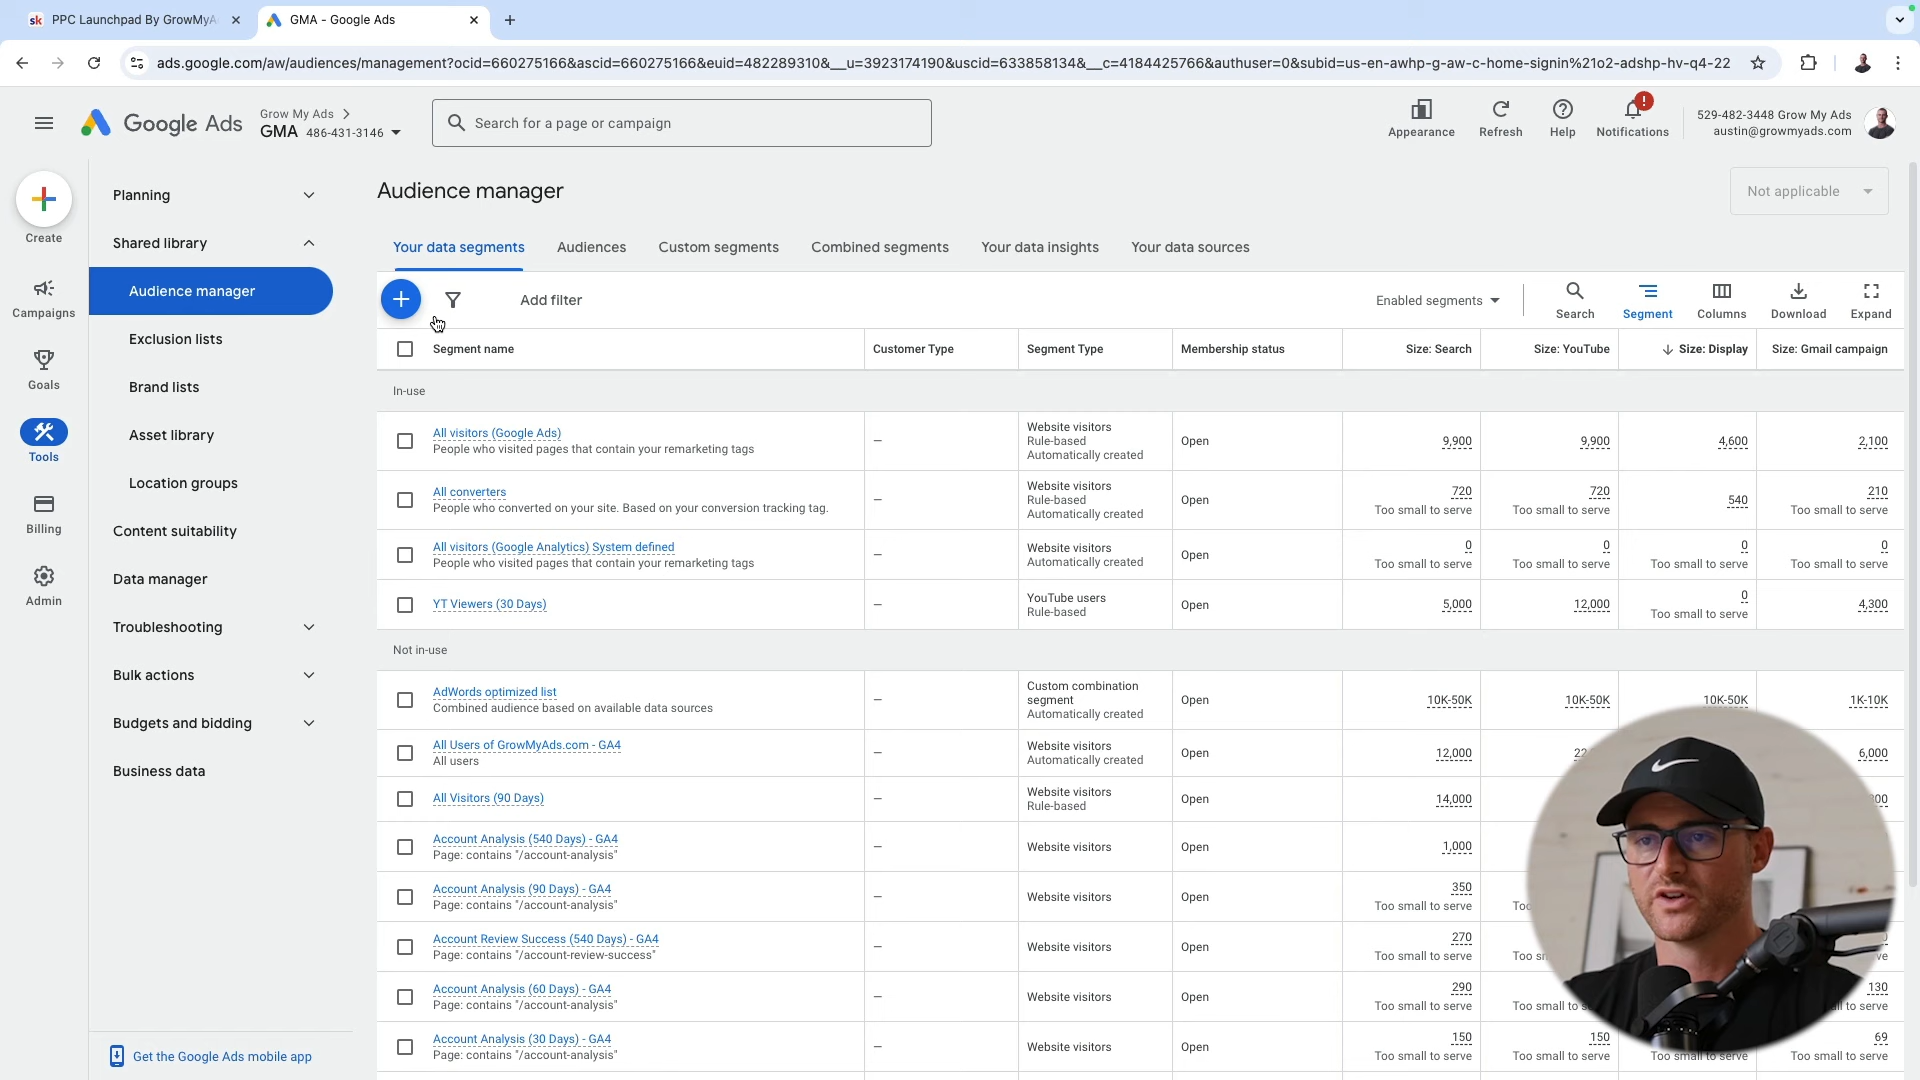 sk PPC Launchpad By GrowMyA
GMA - Google Ads
ads.google.com/aw/audiences/management?ocid=660275166&ascid=660275166&euid=482289310&__u=3923174190&uscid=633858134&__c=4184425766&authuser=0&subid=us-en-awhp-g-aw-c-home-signin%21o2-adshp-hv-q4-22
Google Ads
Grow My Ads
GMA 486-431-3146
Search for a page or campaign
Appearance
Refresh
Help
Notifications
529-482-3448 Grow My Ads
austin@growmyads.com
Create
Campaigns
Goals
Tools
Billing
Admin
Planning
Shared library
Audience manager
Exclusion lists
Brand lists
Asset library
Location groups
Content suitability
Data manager
Troubleshooting
Bulk actions
Budgets and bidding
Business data
Get the Google Ads mobile app
Audience manager
Not applicable
Your data segments Audiences Custom segments Combined segments Your data insights Your data sources
Add filter
Enabled segments
Search
Segment
Columns
Download
Expand
Segment name Customer Type Segment Type Membership status Size: Search Size: YouTube Size: Display Size: Gmail campaign
In-use
All visitors (Google Ads)
People who visited pages that contain your remarketing tags
–
Website visitors
Rule-based
Automatically created
Open
9,900 9,900 4,600 2,100
All converters
People who converted on your site. Based on your conversion tracking tag.
–
Website visitors
Rule-based
Automatically created
Open
720
Too small to serve
720
Too small to serve
540
210
Too small to serve
All visitors (Google Analytics) System defined
People who visited pages that contain your remarketing tags
–
Website visitors
Automatically created
Open
0
Too small to serve
0
Too small to serve
0
Too small to serve
0
Too small to serve
YT Viewers (30 Days)
–
YouTube users
Rule-based
Open
5,000 12,000
0
Too small to serve
4,300
Not in-use
AdWords optimized list
Combined audience based on available data sources
–
Custom combination
segment
Automatically created
Open
10K-50K 10K-50K 10K-50K 1K-10K
All Users of GrowMyAds.com - GA4
All users
–
Website visitors
Automatically created
Open
12,000
6,000
All Visitors (90 Days)
–
Website visitors
Rule-based
Open
14,000
Account Analysis (540 Days) - GA4
Page: contains "/account-analysis"
–
Website visitors
Open
1,000
Account Analysis (90 Days) - GA4
Page: contains "/account-analysis"
–
Website visitors
Open
350
Too small to serve
Account Review Success (540 Days) - GA4
Page: contains "/account-review-success"
–
Website visitors
Open
270
Too small to serve
Account Analysis (60 Days) - GA4
Page: contains "/account-analysis"
–
Website visitors
Open
290
Too small to serve
Too small to
130
to serve
Account Analysis (30 Days) - GA4
Page: contains "/account-analysis"
–
Website visitors
Open
150
Too small to serve
150
Too small to serve
Too small to serve
69
Too small to serve